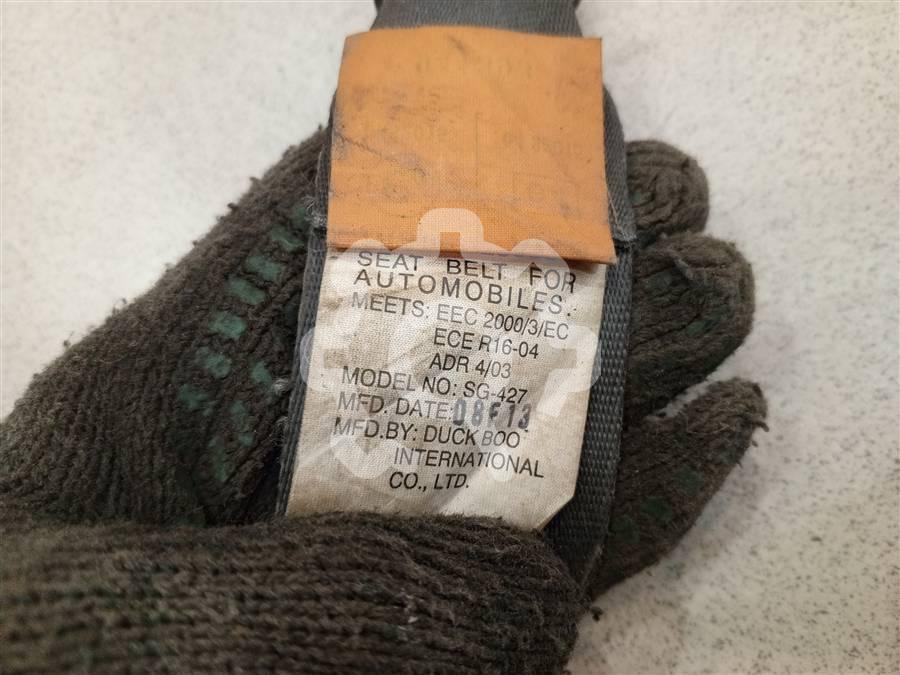 SEAT BELT FOR
AUTOMOBILES.
MEETS: EEC 2000/3/EC
ECE R16-04
ADR 4/03
MODEL NO: SG-427
MFD. DATE: 08F13
MFD.BY: DUCK BOO
INTERNATIONAL
CO., LTD.